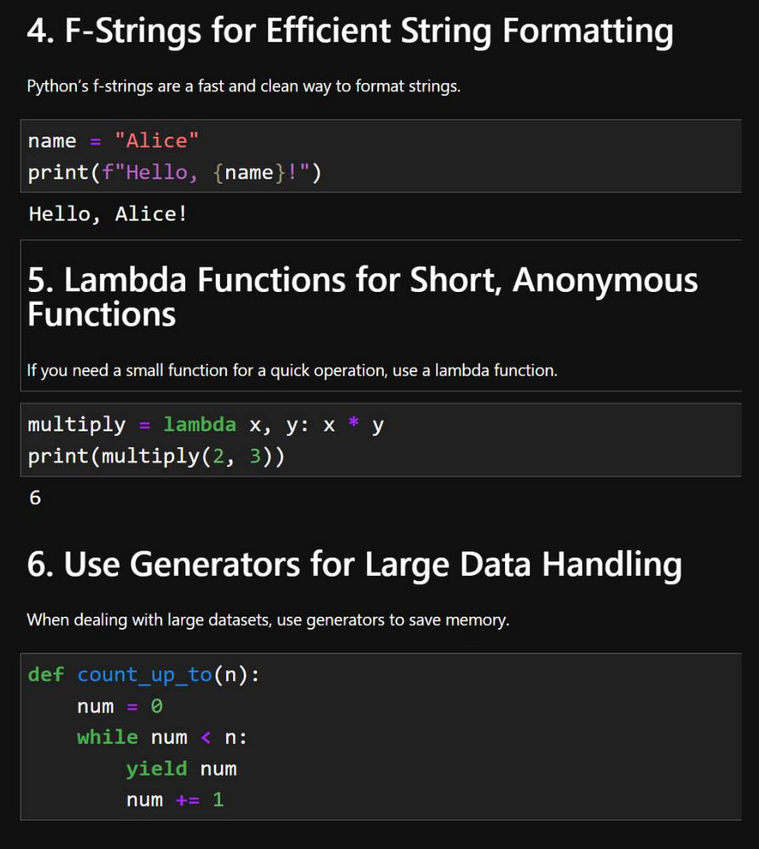 4. F-Strings for Efficient String Formatting
Python's f-strings are a fast and clean way to format strings.
name = "Alice"
print(f"Hello, {name}!")
Hello, Alice!
5. Lambda Functions for Short, Anonymous
Functions
If you need a small function for a quick operation, use a lambda function.
multiply = lambda x, y: x * y
print(multiply(2, 3))
6
6. Use Generators for Large Data Handling
When dealing with large datasets, use generators to save memory.
def count_up_to(n):
    num = 0
    while num < n:
        yield num
        num += 1